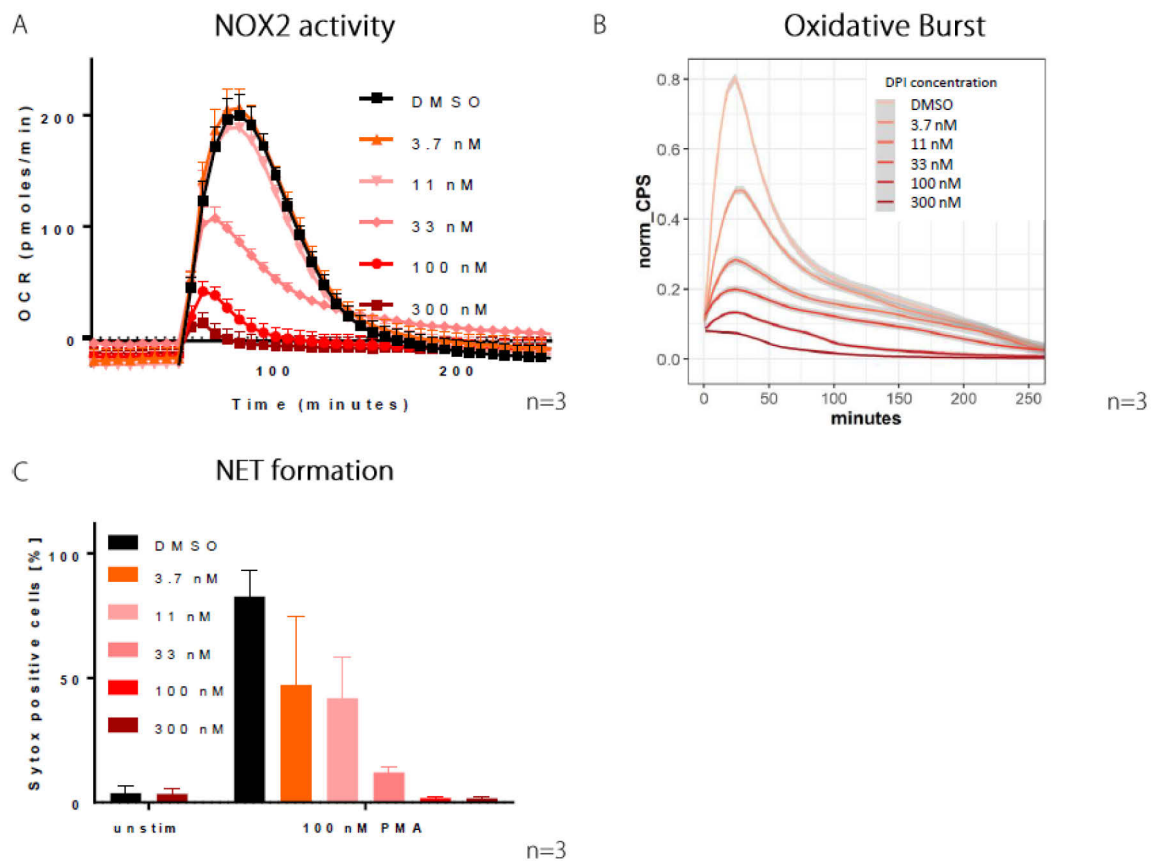 A NOX2 activity
OCR (pmoles/min)
200
100
0
DMSO
3.7 nM
11 nM
33 nM
100 nM
300 nM
100 200
Time (minutes)
n=3
B Oxidative Burst
norm_CPS
0.8
0.6
0.4
0.2
0.0
DPI concentration
DMSO
3.7 nM
11 nM
33 nM
100 nM
300 nM
0 50 100 150 200 250
minutes
n=3
C NET formation
Sytox positive cells [%]
100
50
0
DMSO
3.7 nM
11 nM
33 nM
100 nM
300 nM
unstim 100 nM PMA
n=3